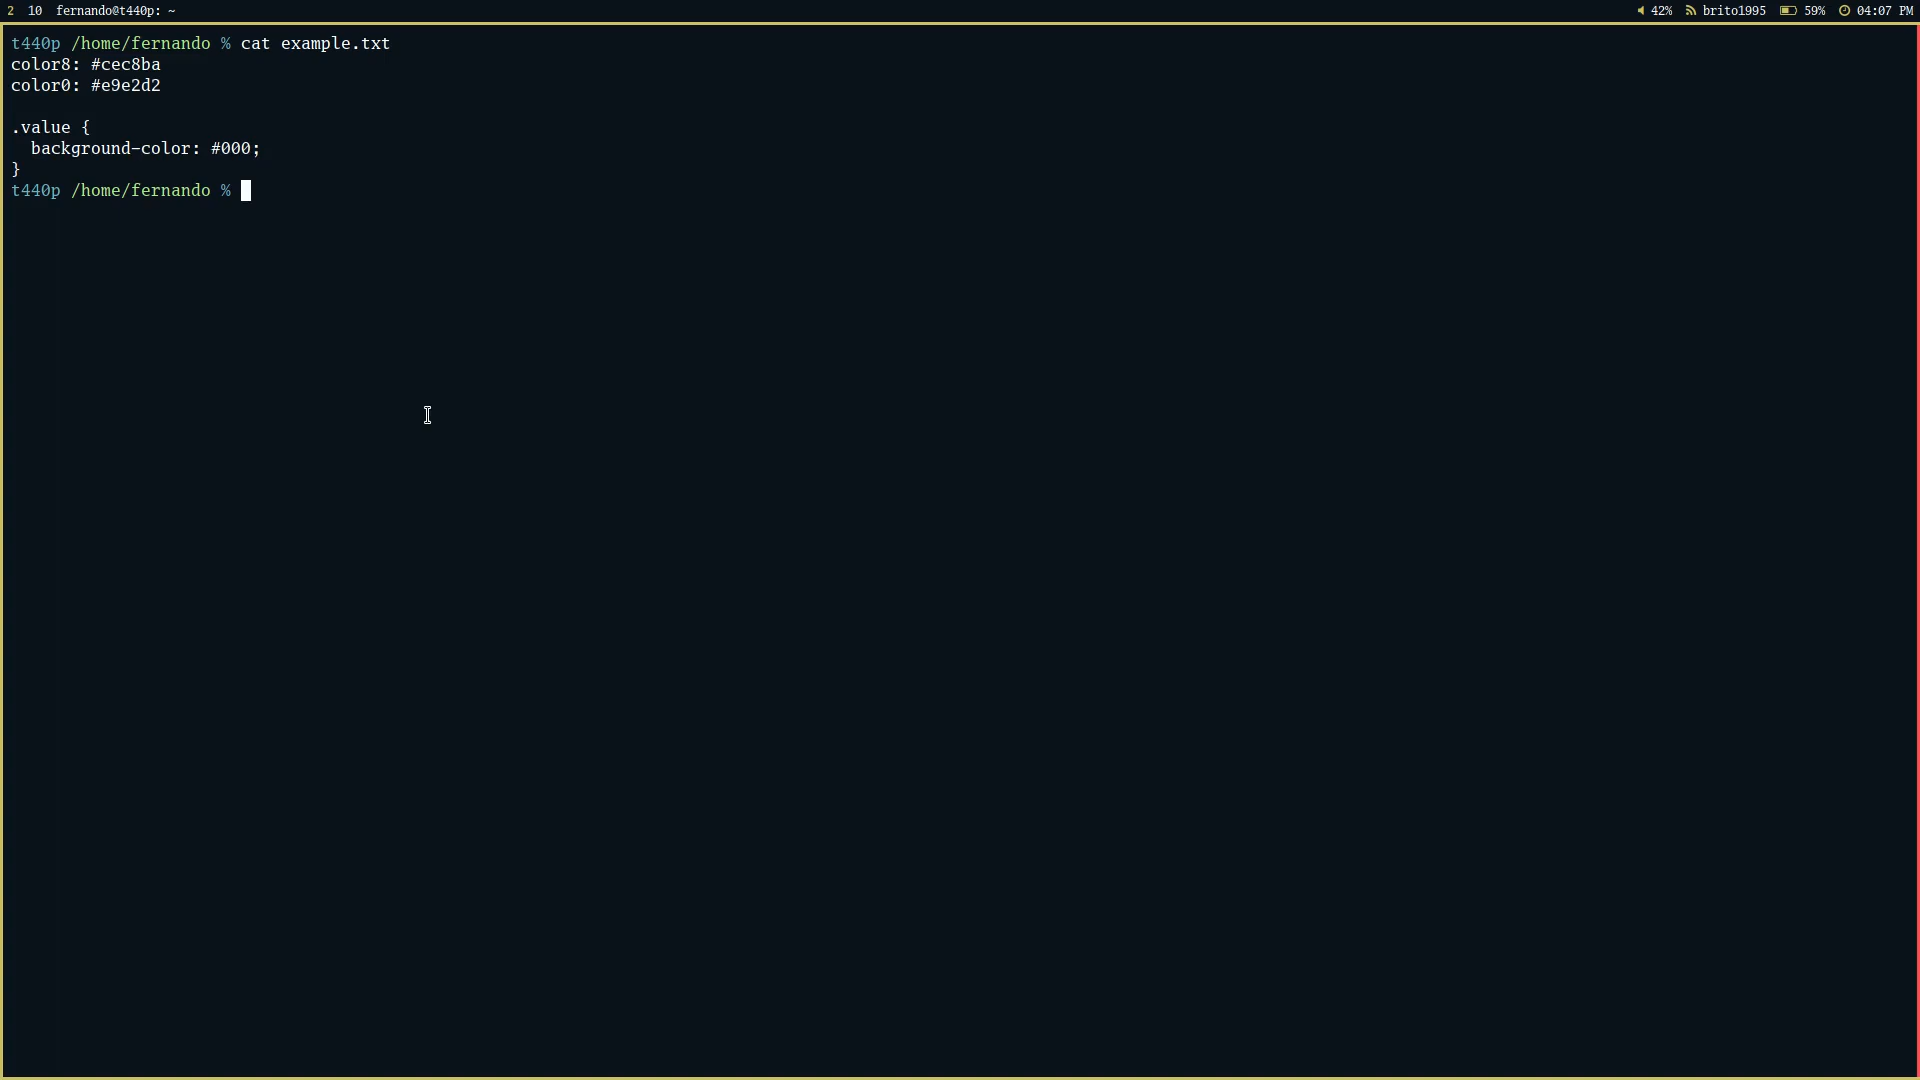 2 10 fernando@t440p: ~ 42% brito1995 59% 04:07 PM
t440p /home/fernando % cat example.txt
color8: #cec8ba
color0: #e9e2d2

.value {
  background-color: #000;
}
t440p /home/fernando %